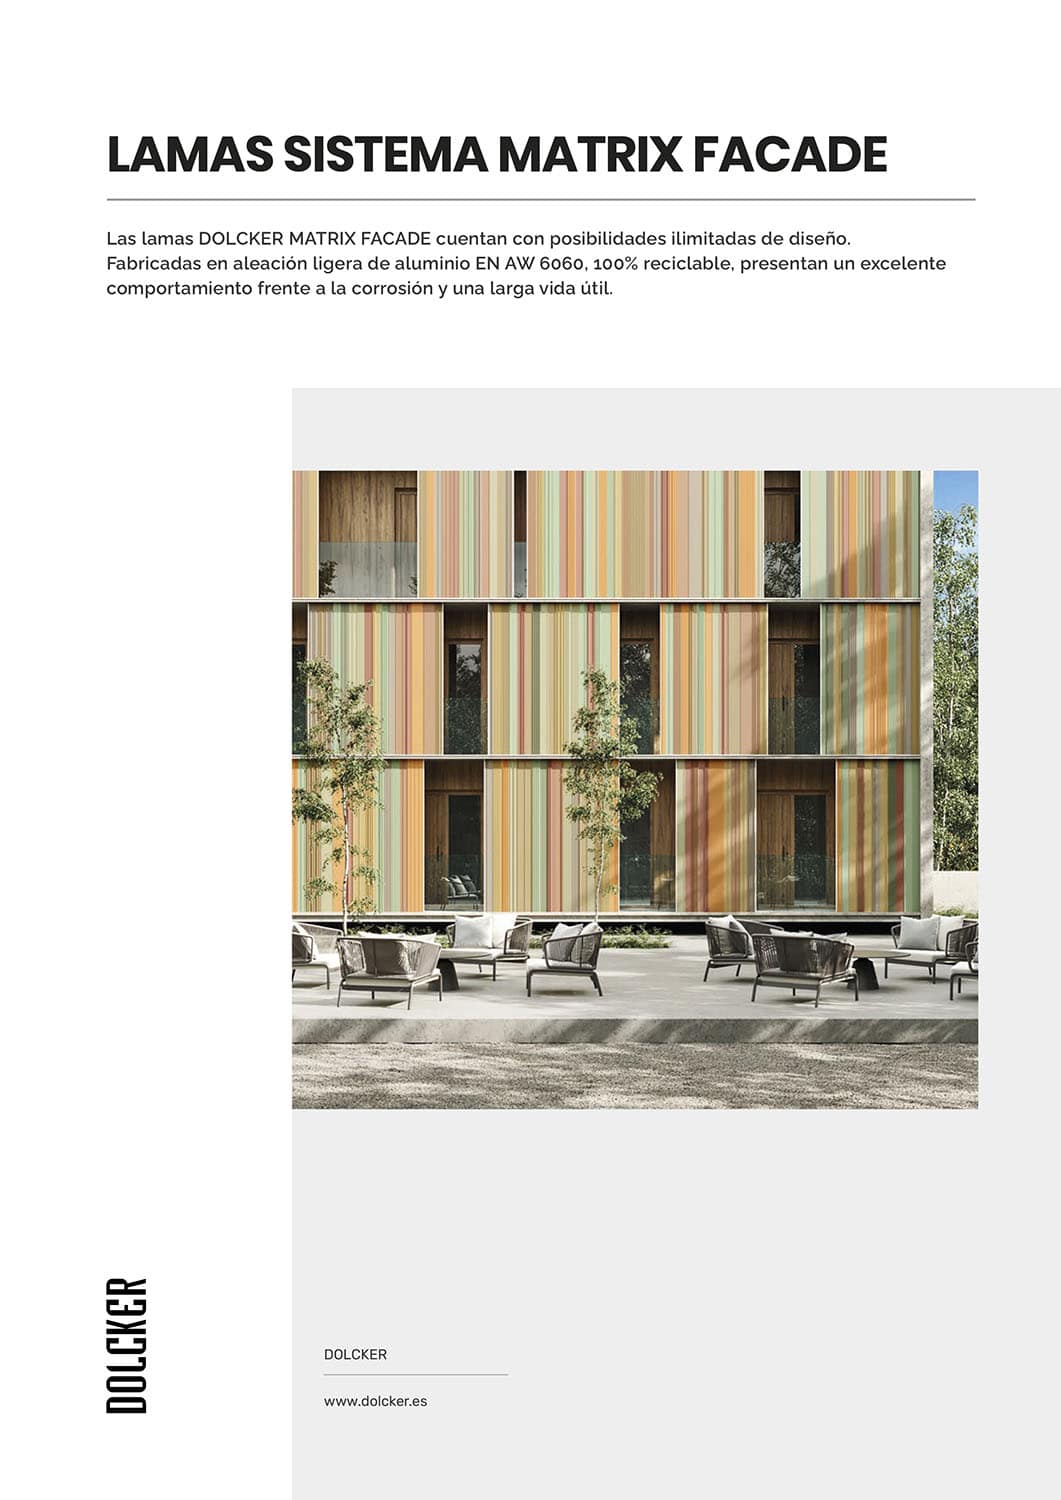 LAMAS SISTEMA MATRIX FACADE
Las lamas DOLCKER MATRIX FACADE cuentan con posibilidades ilimitadas de diseño.
Fabricadas en aleación ligera de aluminio EN AW 6060, 100% reciclable, presentan un excelente
comportamiento frente a la corrosión y una larga vida útil.
DOLCKER
DOLCKER
www.dolcker.es